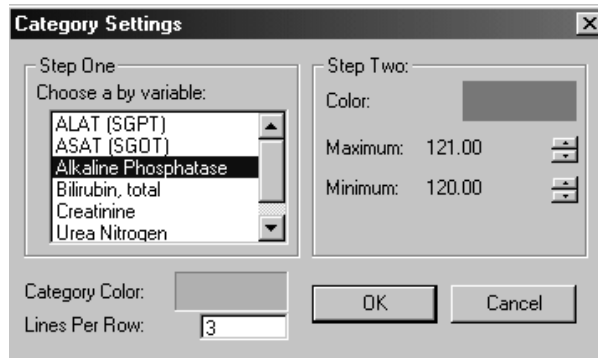 Category Settings
Step One
Choose a by variable:
ALAT (SGPT)
ASAT (SGOT)
Alkaline Phosphatase
Bilirubin, total
Creatinine
Urea Nitrogen
Step Two:
Color:
Maximum: 121.00
Minimum: 120.00
Category Color:
Lines Per Row: 3
OK Cancel